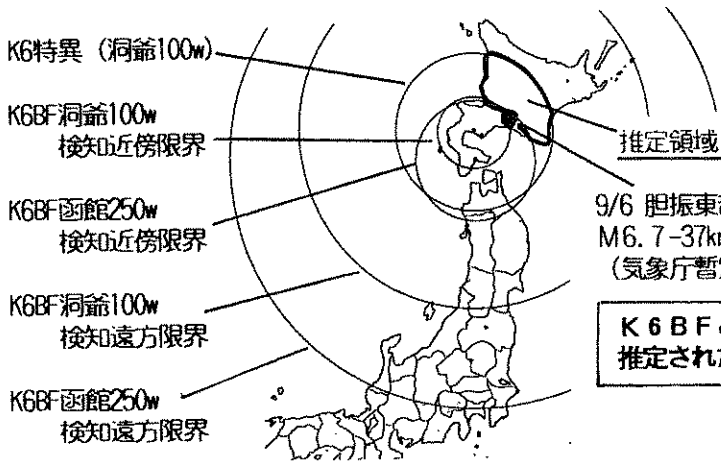 K6特異（洞爺100w）
K6BF洞爺100w
検知近傍限界
K6BF函館250w
検知近傍限界
K6BF洞爺100w
検知遠方限界
K6BF函館250w
検知遠方限界
推定領域
9/6 胆振東
M6.7-37k
（気象庁暫
K6BF
推定され